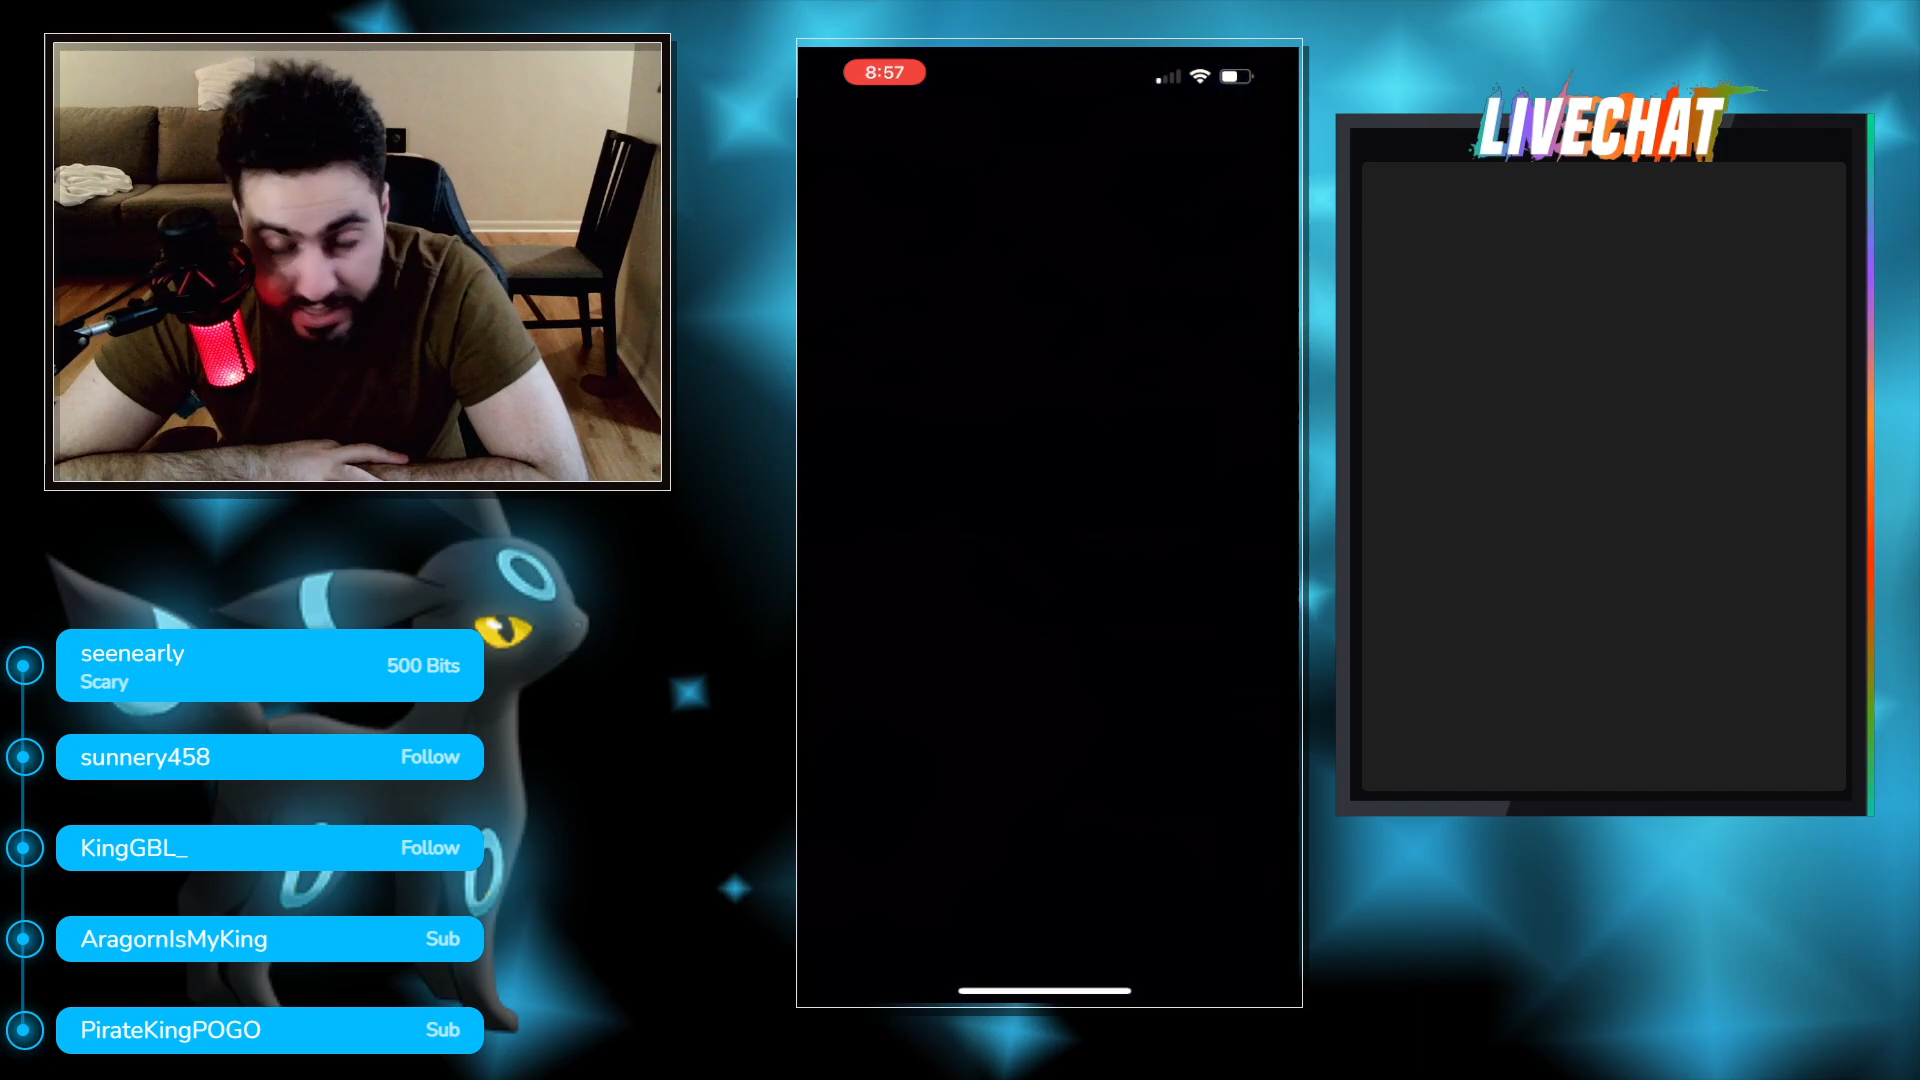 8:57
LIVECHAT
seenearly
500 Bits
Scary
sunnery458
Follow
KingGBL_
Follow
AragornIsMyKing
Sub
PirateKingPOGO
Sub